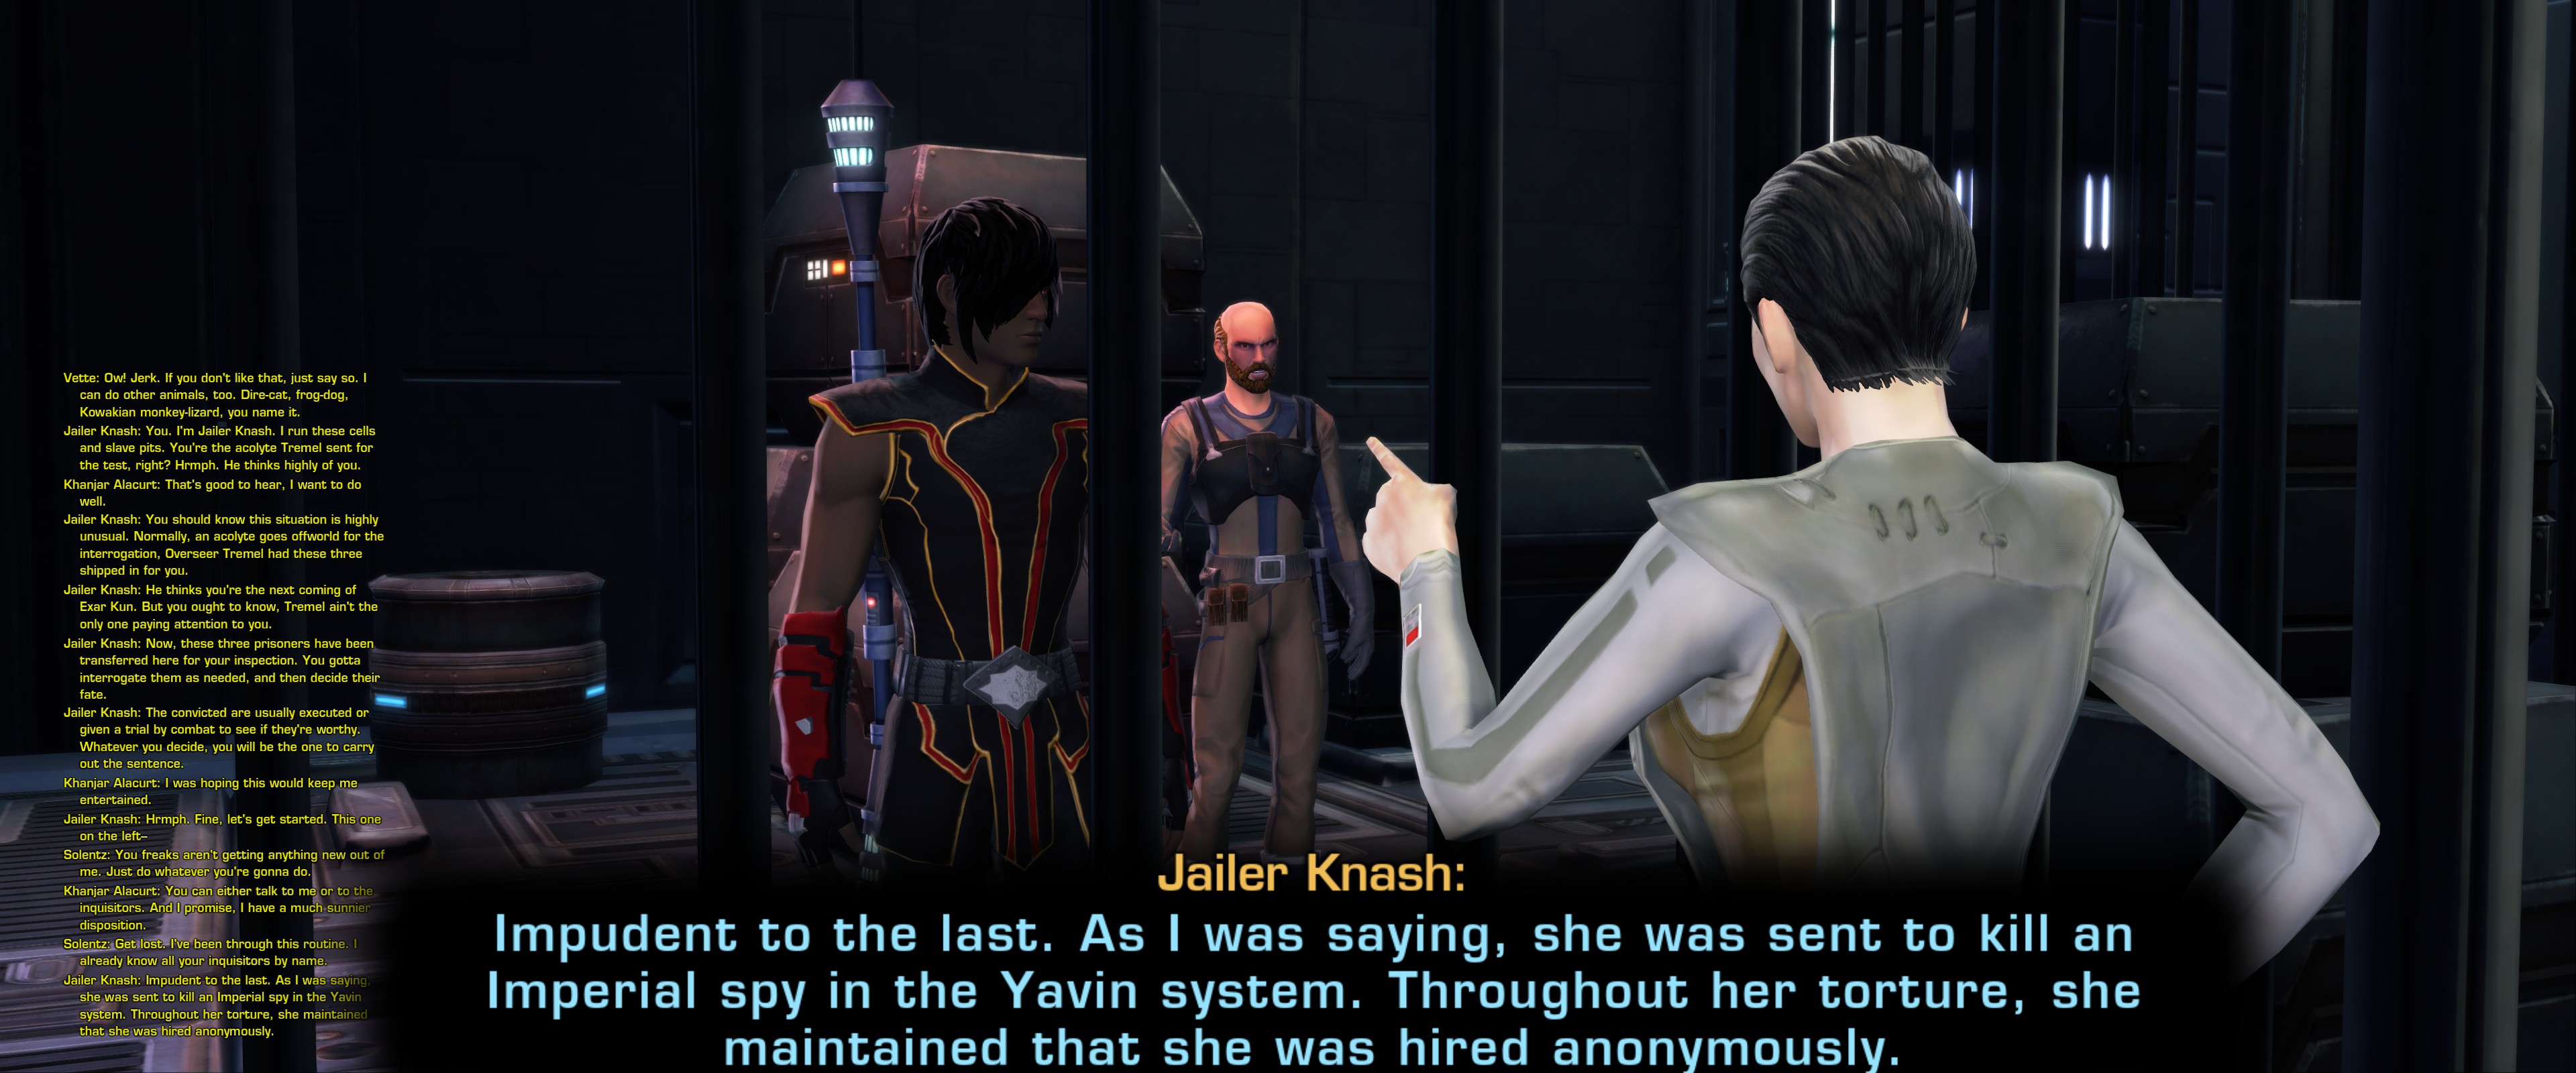 Vette: Ow! Jerk. If you don't like that, just say so. I
can do other animals, too. Dire-cat, frog-dog,
Kowakian monkey-lizard, you name it.
Jailer Knash: You. I'm Jailer Knash. I run these cells
and slave pits. You're the acolyte Tremel sent for
the test, right? Hrmph. He thinks highly of you.
Khanjar Alacurt: That's good to hear, I want to do
well.
Jailer Knash: You should know this situation is highly
unusual. Normally, an acolyte goes offworld for the
interrogation, Overseer Tremel had these three
shipped in for you.
Jailer Knash: He thinks you're the next coming of
Exar Kun. But you ought to know, Tremel ain't the
only one paying attention to you.
Jailer Knash: Now, these three prisoners have been
transferred here for your inspection. You gotta
interrogate them as needed, and then decide their
fate.
Jailer Knash: The convicted are usually executed or
given a trial by combat to see if they're worthy.
Whatever you decide, you will be the one to carry
out the sentence.
Khanjar Alacurt: I was hoping this would keep me
entertained.
Jailer Knash: Hrmph. Fine, let's get started. This one
on the left–
Solentz: You freaks aren't getting anything new out of
me. Just do whatever you're gonna do.
Khanjar Alacurt: You can either talk to me or to the
inquisitors. And I promise, I have a much sunnier
disposition.
Solentz: Get lost. I've been through this routine. I
already know all your inquisitors by name.
Jailer Knash: Impudent to the last. As I was saying,
she was sent to kill an Imperial spy in the Yavin
system. Throughout her torture, she maintained
that she was hired anonymously.
Jailer Knash:
Impudent to the last. As I was saying, she was sent to kill an
Imperial spy in the Yavin system. Throughout her torture, she
maintained that she was hired anonymously.